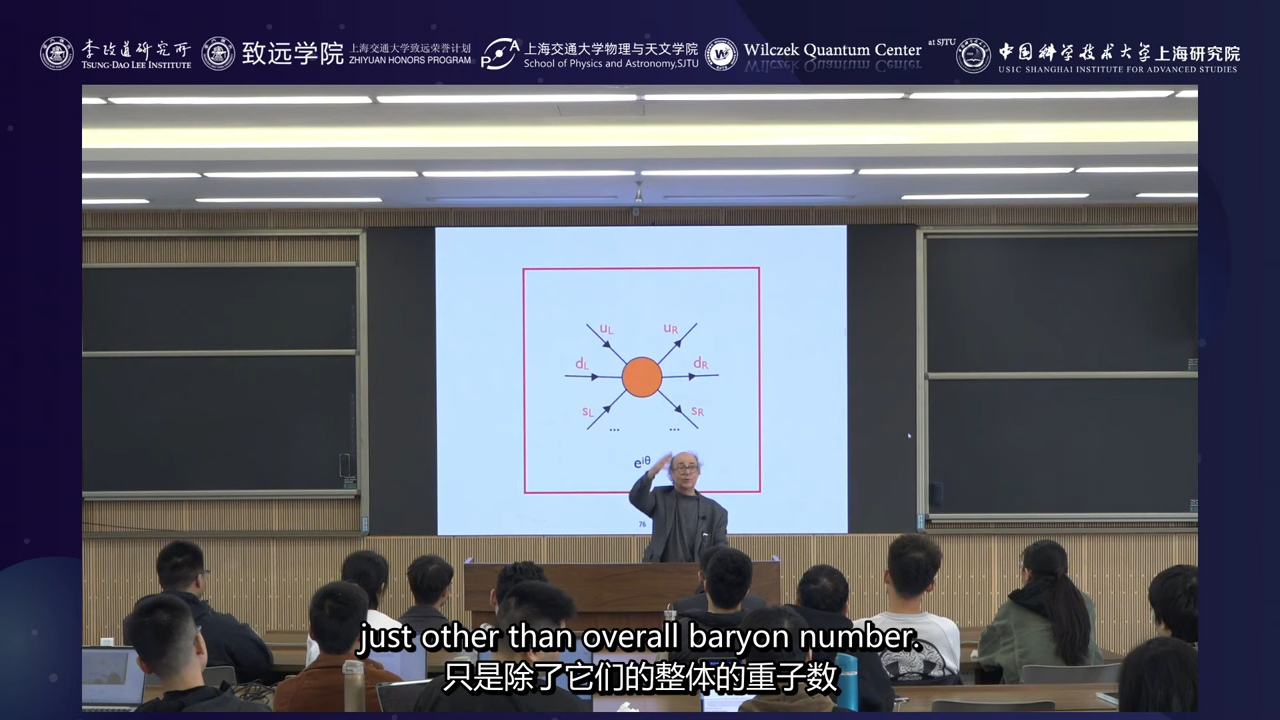 李政道研究所
TSUNG-DAO LEE INSTITUTE
致远学院
上海交通大学致远荣誉计划
ZHIYUAN HONORS PROGRAM
上海交通大学物理与天文学院
School of Physics and Astronomy,SJTU
Wilczek Quantum Center
at SJTU
中国科学技术大学上海研究院
USTC SHANGHAI INSTITUTE FOR ADVANCED STUDIES
uL uR
dL dR
sL sR
... ...
eiθ
76
just other than overall baryon number.
只是除了它们的整体的重子数